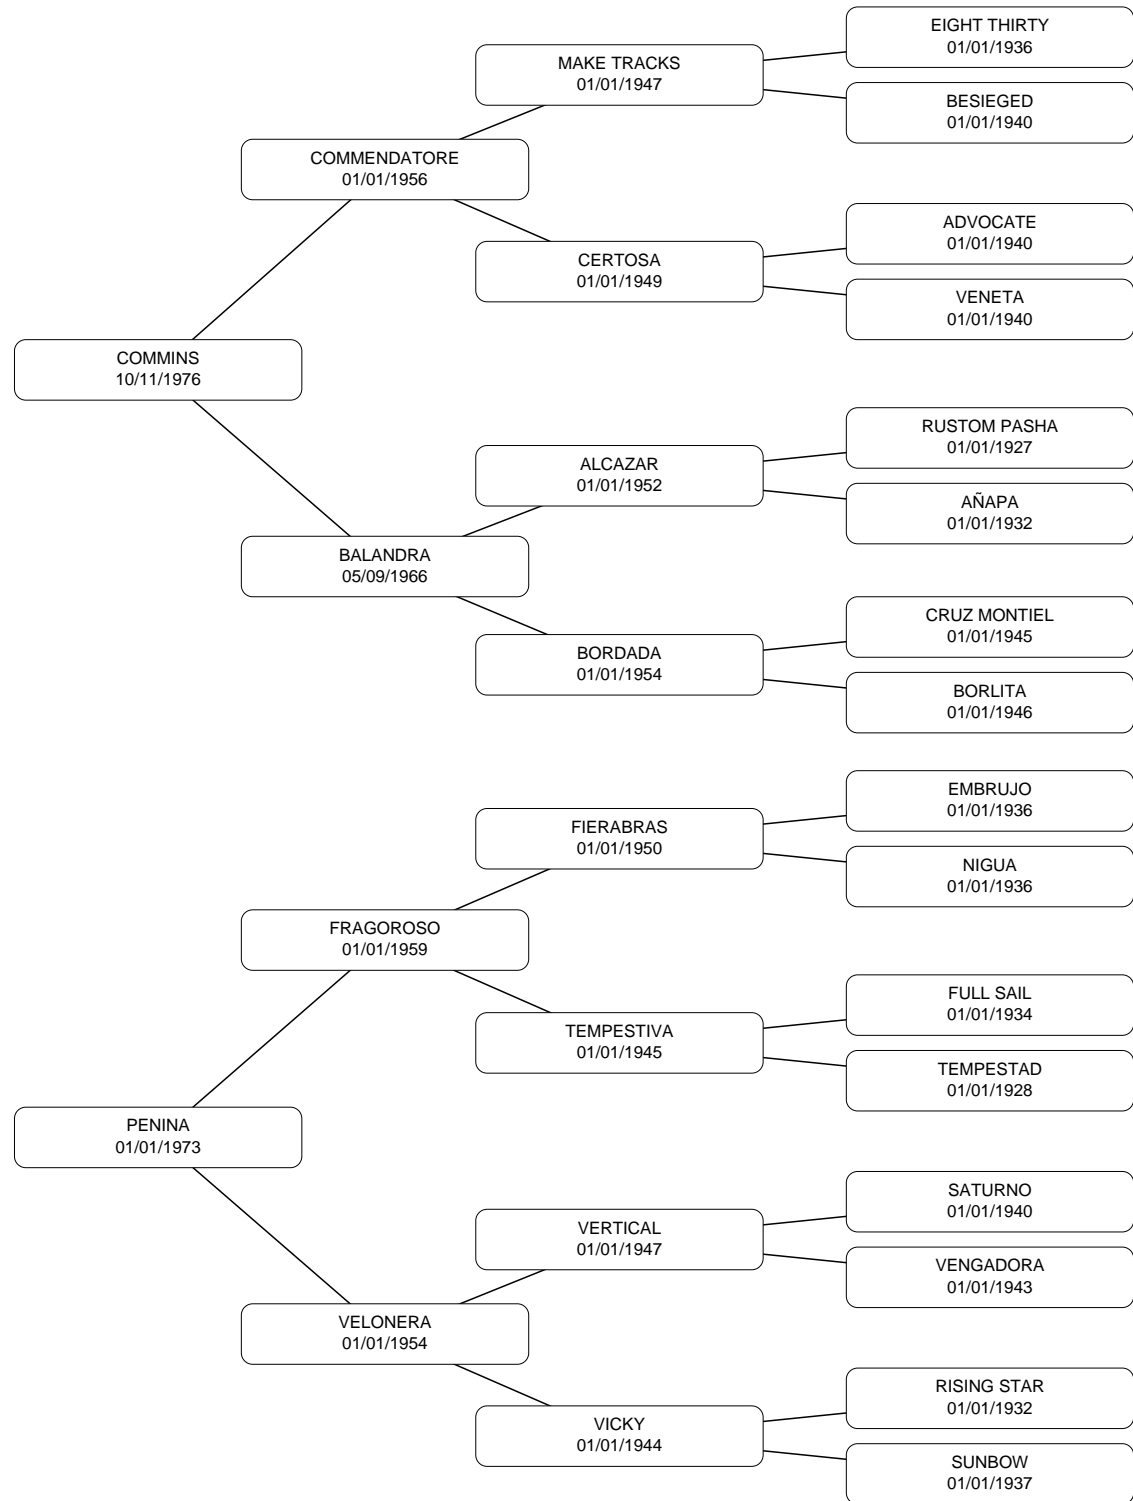 EIGHT THIRTY
01/01/1936
MAKE TRACKS
01/01/1947
BESIEGED
01/01/1940
COMMENDATORE
01/01/1956
ADVOCATE
01/01/1940
CERTOSA
01/01/1949
VENETA
01/01/1940
COMMINS
10/11/1976
RUSTOM PASHA
01/01/1927
ALCAZAR
01/01/1952
AÑAPA
01/01/1932
BALANDRA
05/09/1966
CRUZ MONTIEL
01/01/1945
BORDADA
01/01/1954
BORLITA
01/01/1946
EMBRUJO
01/01/1936
FIERABRAS
01/01/1950
NIGUA
01/01/1936
FRAGOROSO
01/01/1959
FULL SAIL
01/01/1934
TEMPESTIVA
01/01/1945
TEMPESTAD
01/01/1928
PENINA
01/01/1973
SATURNO
01/01/1940
VERTICAL
01/01/1947
VENGADORA
01/01/1943
VELONERA
01/01/1954
RISING STAR
01/01/1932
VICKY
01/01/1944
SUNBOW
01/01/1937